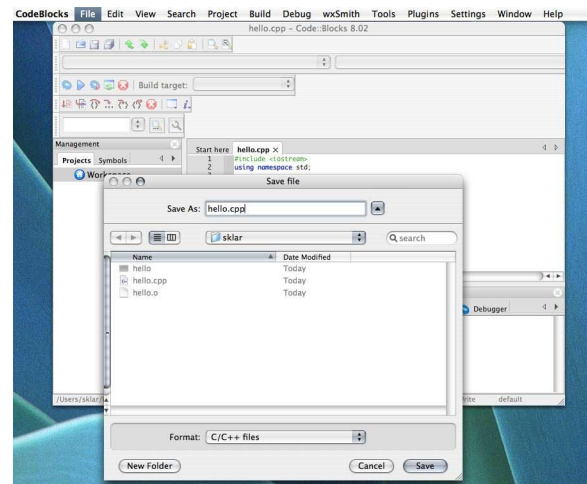 CodeBlocks File Edit View Search Project Build Debug wxSmith Tools Plugins Settings Window Help
hello.cpp - Code::Blocks 8.02
Build target:
Management
Projects Symbols
Start here hello.cpp
1 #include <iostream>
2 using namespace std;
Save file
Save As: hello.cpp
sklar
search
Name Date Modified
hello Today
hello.cpp Today
hello.o Today
Debugger
/Users/sklar/
default
Format: C/C++ files
New Folder Cancel Save